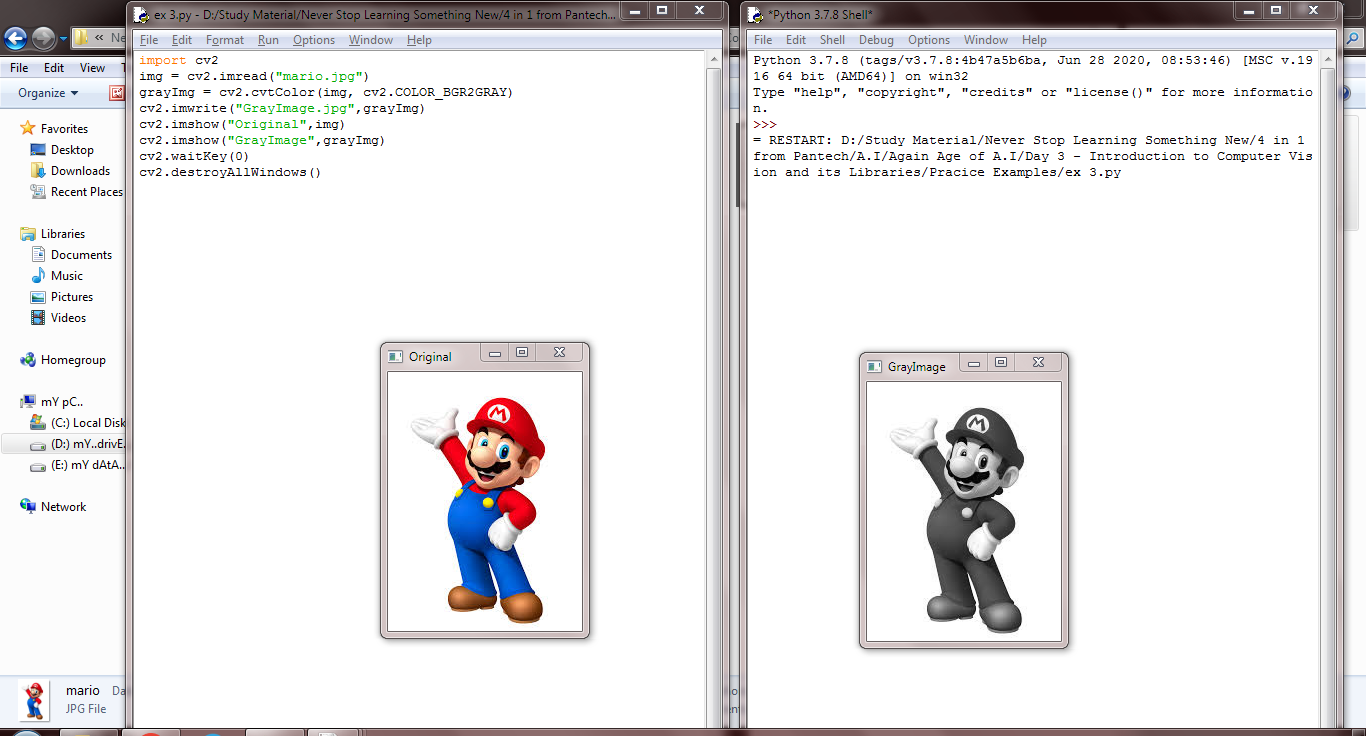 ex 3.py - D:/Study Material/Never Stop Learning Something New/4 in 1 from Pantech...
File Edit Format Run Options Window Help
import cv2
img = cv2.imread("mario.jpg")
grayImg = cv2.cvtColor(img, cv2.COLOR_BGR2GRAY)
cv2.imwrite("GrayImage.jpg",grayImg)
cv2.imshow("Original",img)
cv2.imshow("GrayImage",grayImg)
cv2.waitKey(0)
cv2.destroyAllWindows()
*Python 3.7.8 Shell*
File Edit Shell Debug Options Window Help
Python 3.7.8 (tags/v3.7.8:4b47a5b6ba, Jun 28 2020, 08:53:46) [MSC v.19
16 64 bit (AMD64)] on win32
Type "help", "copyright", "credits" or "license()" for more informatio
n.
>>>
= RESTART: D:/Study Material/Never Stop Learning Something New/4 in 1
from Pantech/A.I/Again Age of A.I/Day 3 - Introduction to Computer Vis
ion and its Libraries/Pracice Examples/ex 3.py
Original
M
GrayImage
M
« Ne
File Edit View T
Organize
Favorites
Desktop
Downloads
Recent Places
Libraries
Documents
Music
Pictures
Videos
Homegroup
mY pC..
(C:) Local Disk
(D:) mY..drivE.
(E:) mY dAtA..
Network
mario Da
JPG File